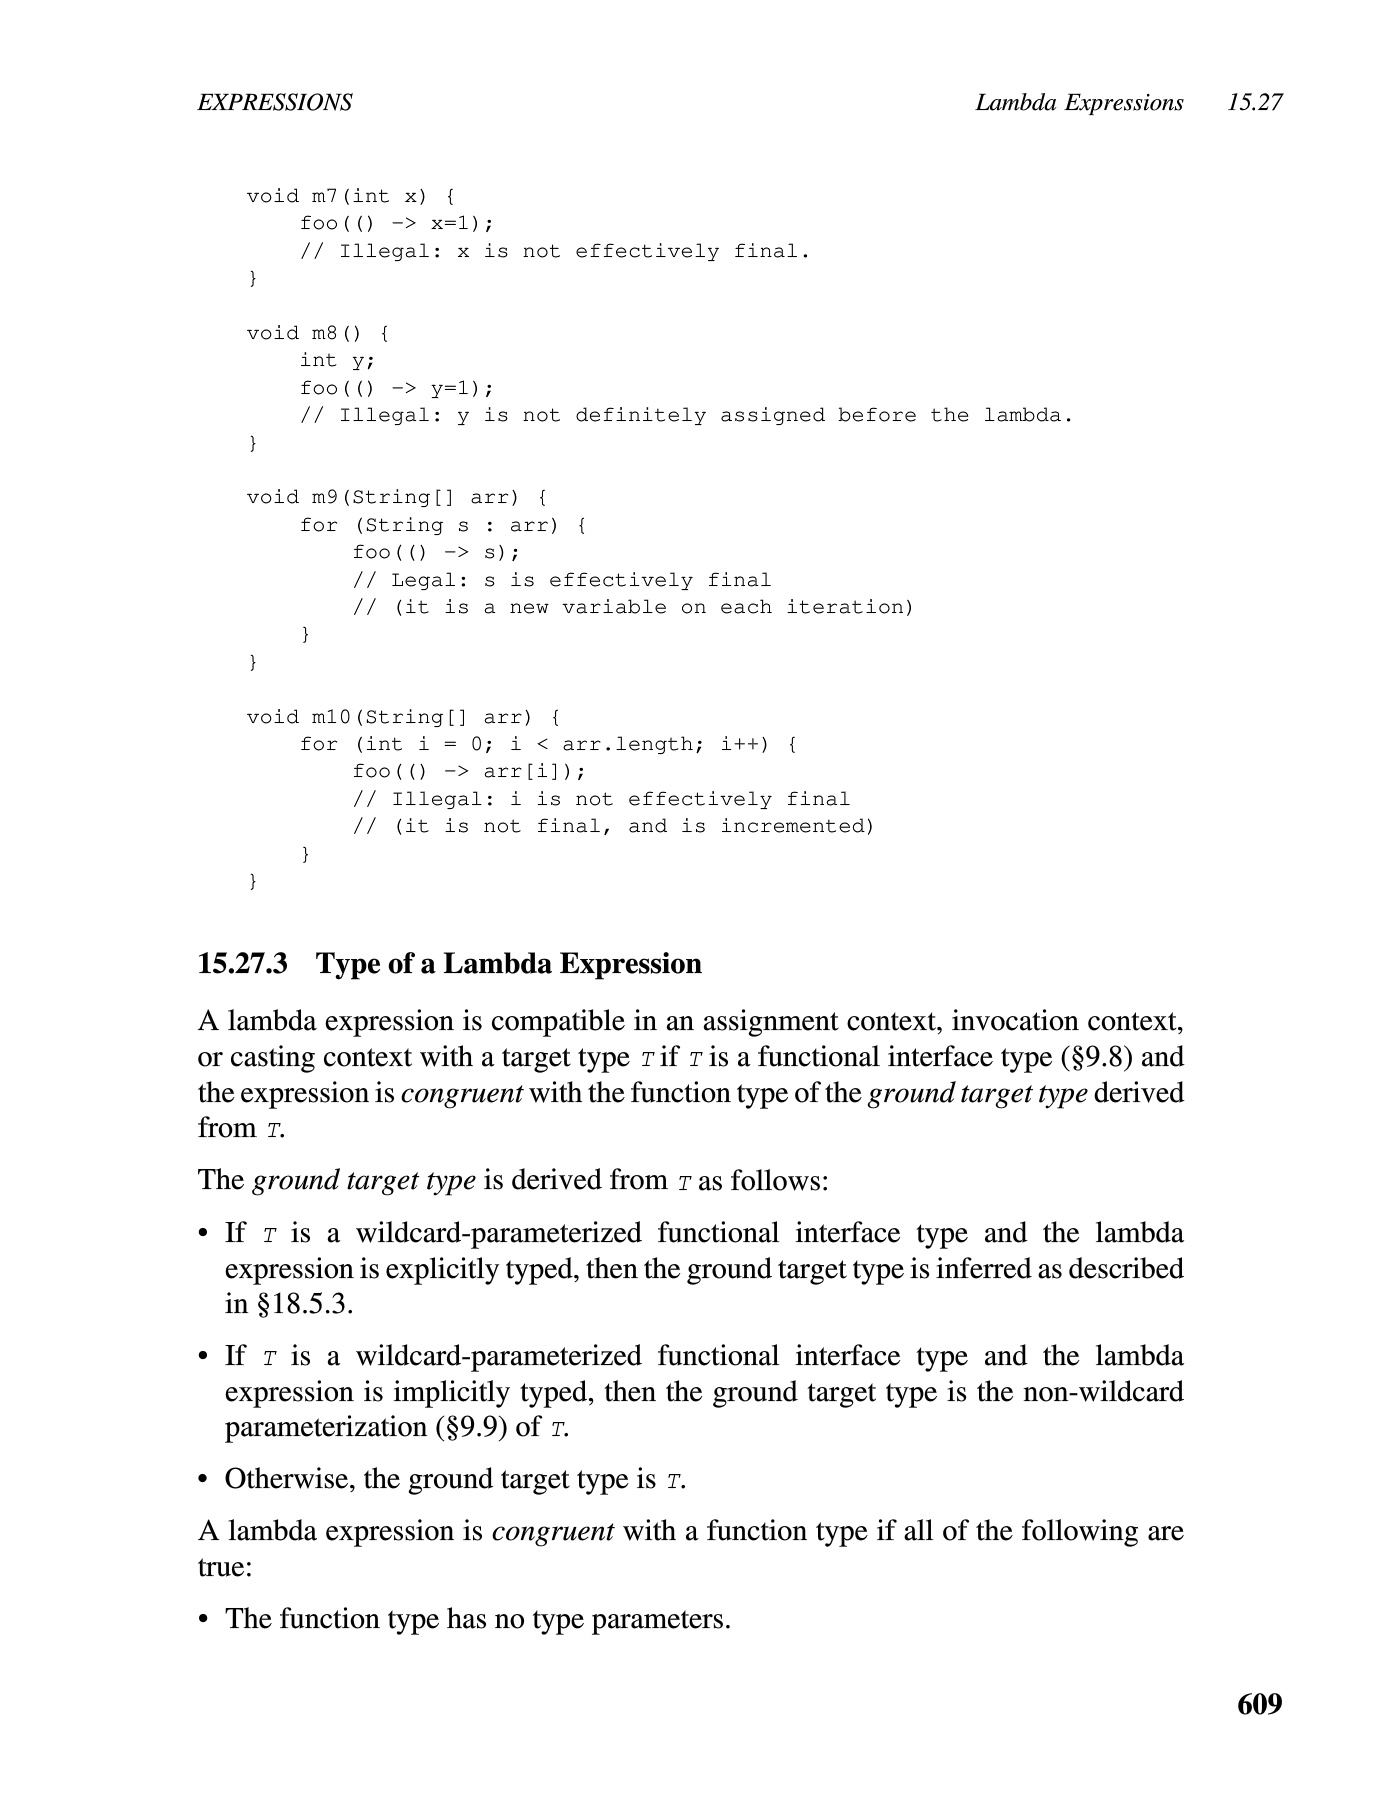 EXPRESSIONS Lambda Expressions 15.27
void m7(int x) {
    foo(() -> x=1);
    // Illegal: x is not effectively final.
}
void m8() {
    int y;
    foo(() -> y=1);
    // Illegal: y is not definitely assigned before the lambda.
}
void m9(String[] arr) {
    for (String s : arr) {
        foo(() -> s);
        // Legal: s is effectively final
        // (it is a new variable on each iteration)
    }
}
void m10(String[] arr) {
    for (int i = 0; i < arr.length; i++) {
        foo(() -> arr[i]);
        // Illegal: i is not effectively final
        // (it is not final, and is incremented)
    }
}
15.27.3 Type of a Lambda Expression
A lambda expression is compatible in an assignment context, invocation context,
or casting context with a target type T if T is a functional interface type (§9.8) and
the expression is congruent with the function type of the ground target type derived
from T.
The ground target type is derived from T as follows:
• If T is a wildcard-parameterized functional interface type and the lambda
expression is explicitly typed, then the ground target type is inferred as described
in §18.5.3.
• If T is a wildcard-parameterized functional interface type and the lambda
expression is implicitly typed, then the ground target type is the non-wildcard
parameterization (§9.9) of T.
• Otherwise, the ground target type is T.
A lambda expression is congruent with a function type if all of the following are
true:
• The function type has no type parameters.
609